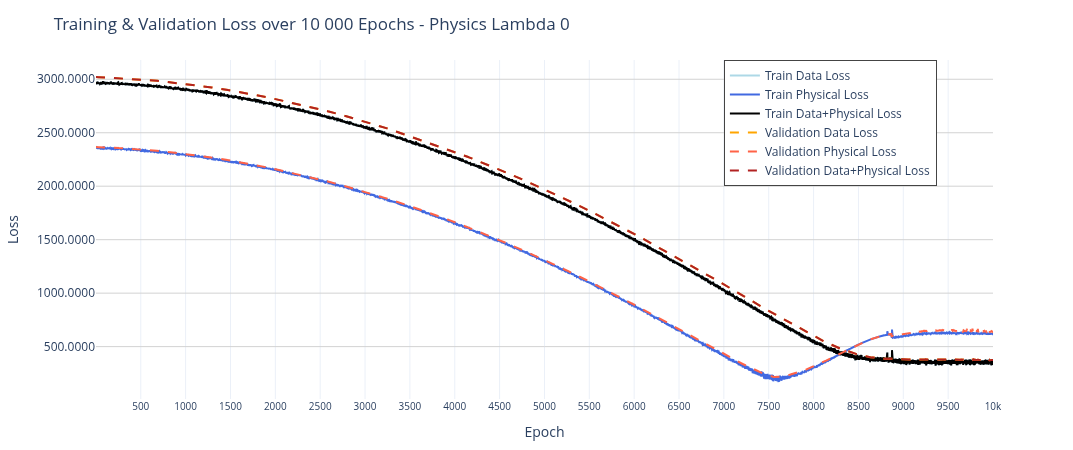 Training & Validation Loss over 10 000 Epochs - Physics Lambda 0
Train Data Loss
Train Physical Loss
Train Data+Physical Loss
Validation Data Loss
Validation Physical Loss
Validation Data+Physical Loss
Loss
3000.0000
2500.0000
2000.0000
1500.0000
1000.0000
500.0000
500 1000 1500 2000 2500 3000 3500 4000 4500 5000 5500 6000 6500 7000 7500 8000 8500 9000 9500 10k
Epoch